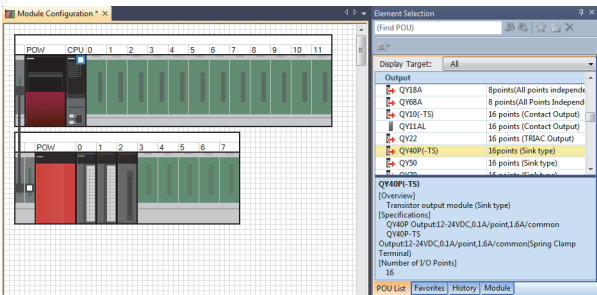 Module Configuration * ×
Element Selection
(Find POU)
Display Target: All
POW CPU 0 1 2 3 4 5 6 7 8 9 10 11
Output
QY18A 8points(All points independe
QY68A 8 points(All Points Independ
QY10(-TS) 16 points (Contact Output)
QY11AL 16 points (Contact Output)
QY22 16 points (TRIAC Output)
QY40P(-TS) 16points (Sink type)
QY50 16 points (Sink type)
POW 0 1 2 3 4 5 6 7
QY40P(-TS)
[Overview]
Transistor output module (Sink type)
[Specifications]
QY40P Output:12-24VDC,0.1A/point,1.6A/common
QY40P-TS
Output:12-24VDC,0.1A/point,1.6A/common(Spring Clamp
Terminal)
[Number of I/O Points]
16
POU List Favorites History Module